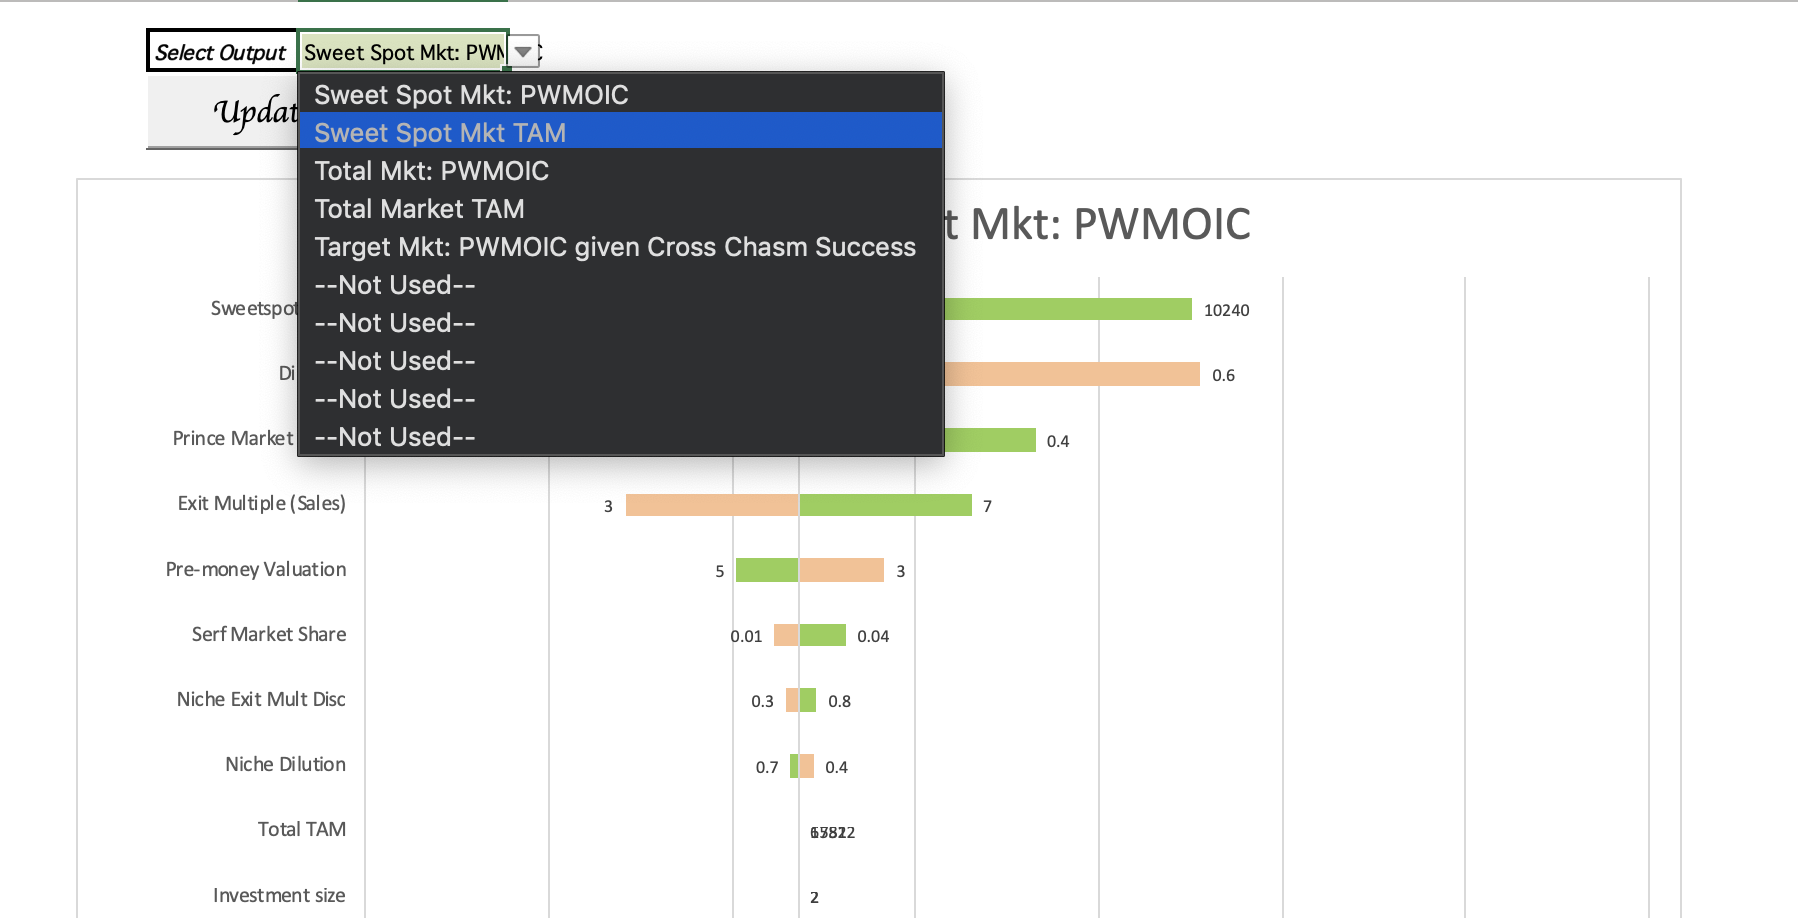 Select Output
Sweet Spot Mkt: PWM
Updat
Sweet Spot Mkt: PWMOIC
Sweet Spot Mkt TAM
Total Mkt: PWMOIC
Total Market TAM
Target Mkt: PWMOIC given Cross Chasm Success
--Not Used--
--Not Used--
--Not Used--
--Not Used--
--Not Used--
t Mkt: PWMOIC
Sweetspot
10240
Di
0.6
Prince Market
0.4
Exit Multiple (Sales)
3
7
Pre-money Valuation
5
3
Serf Market Share
0.01
0.04
Niche Exit Mult Disc
0.3
0.8
Niche Dilution
0.7
0.4
Total TAM
Investment size
2